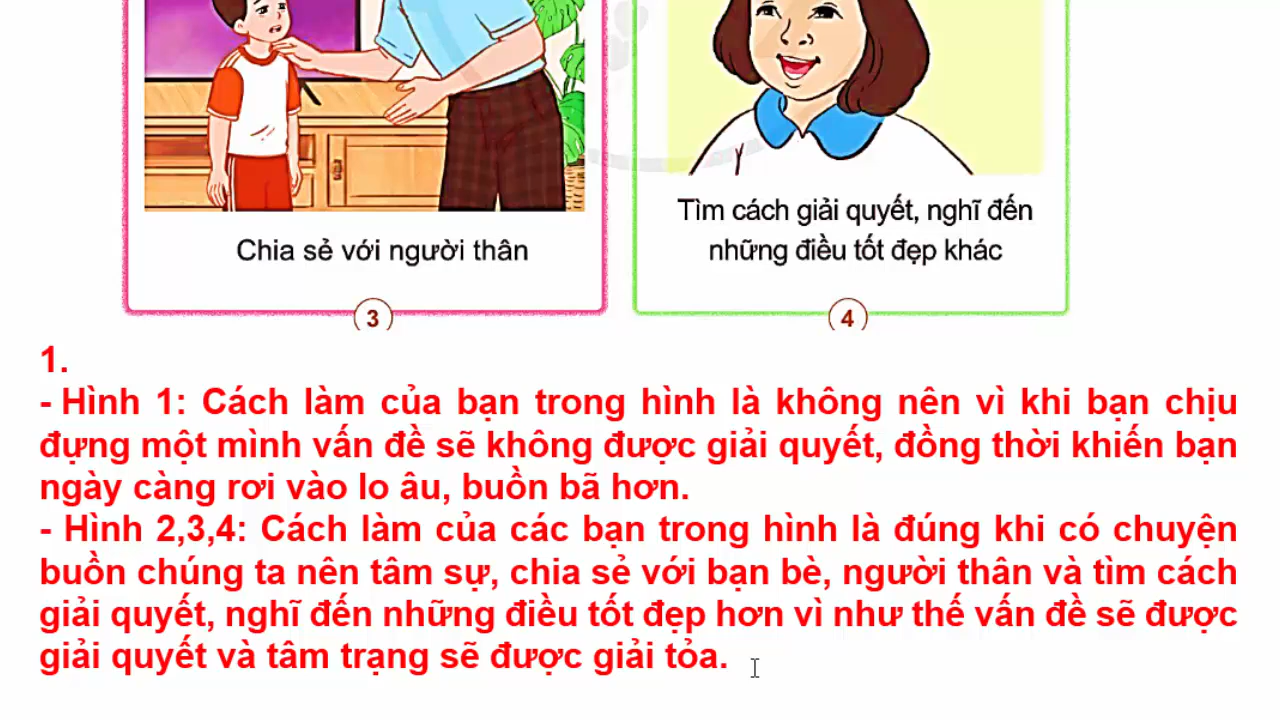 Chia sẻ với người thân
3
Tìm cách giải quyết, nghĩ đến
những điều tốt đẹp khác
4
1.
- Hình 1: Cách làm của bạn trong hình là không nên vì khi bạn chịu
đựng một mình vấn đề sẽ không được giải quyết, đồng thời khiến bạn
ngày càng rơi vào lo âu, buồn bã hơn.
- Hình 2,3,4: Cách làm của các bạn trong hình là đúng khi có chuyện
buồn chúng ta nên tâm sự, chia sẻ với bạn bè, người thân và tìm cách
giải quyết, nghĩ đến những điều tốt đẹp hơn vì như thế vấn đề sẽ được
giải quyết và tâm trạng sẽ được giải tỏa.